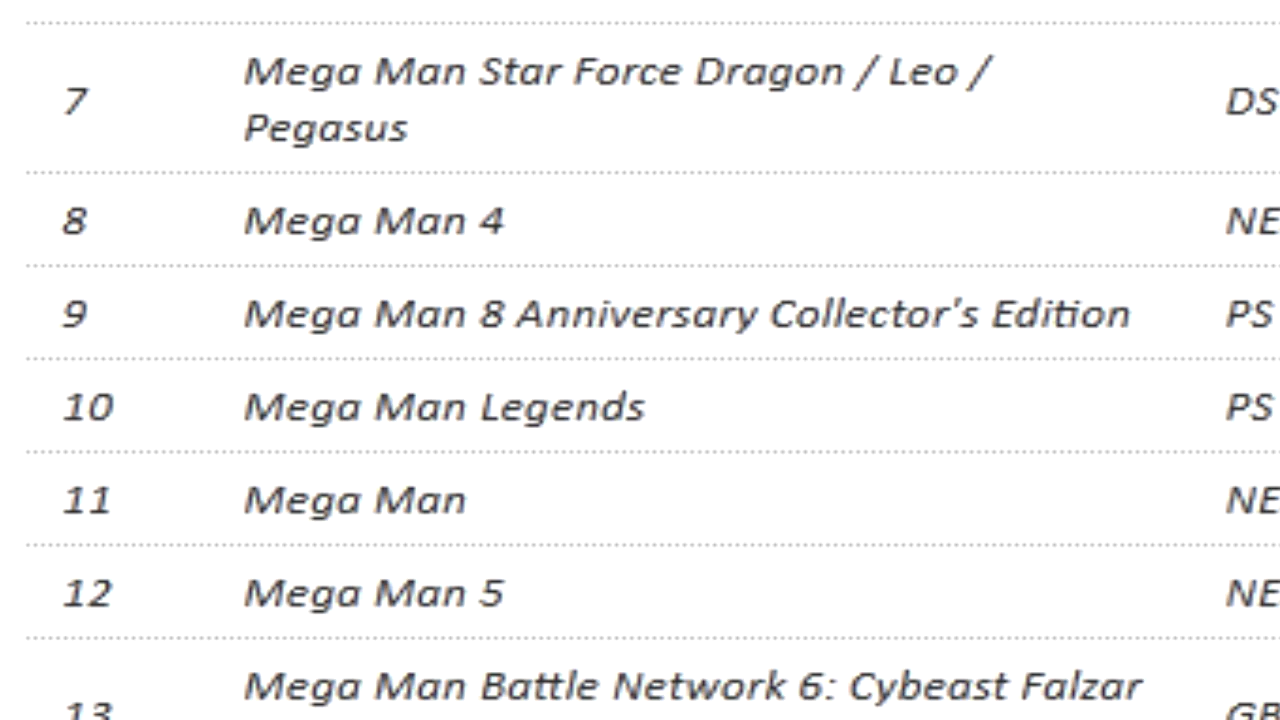 Mega Man Star Force Dragon / Leo /
7 DS
Pegasus
8 Mega Man 4 NE
9 Mega Man 8 Anniversary Collector's Edition PS
10 Mega Man Legends PS
11 Mega Man NE
12 Mega Man 5 NE
Mega Man Battle Network 6: Cybeast Falzar
13 GB